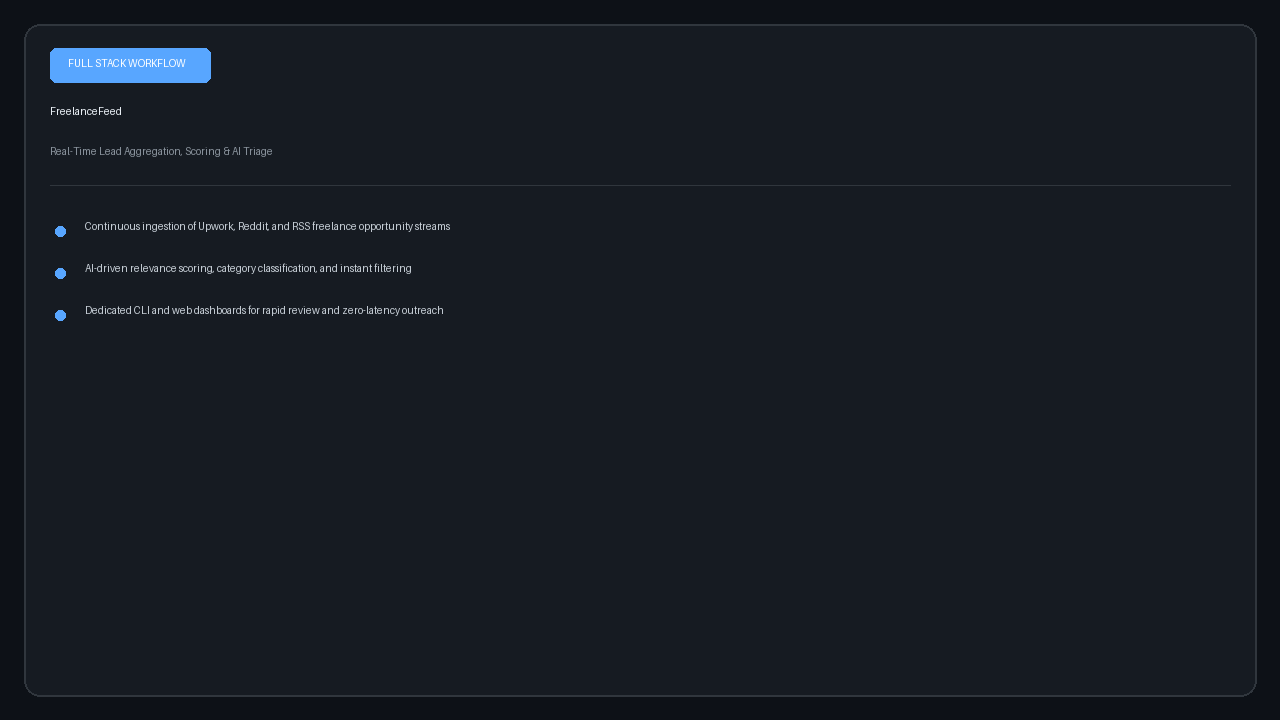 FULL STACK WORKFLOW
FreelanceFeed
Real-Time Lead Aggregation, Scoring & AI Triage
Continuous ingestion of Upwork, Reddit, and RSS freelance opportunity streams
AI-driven relevance scoring, category classification, and instant filtering
Dedicated CLI and web dashboards for rapid review and zero-latency outreach